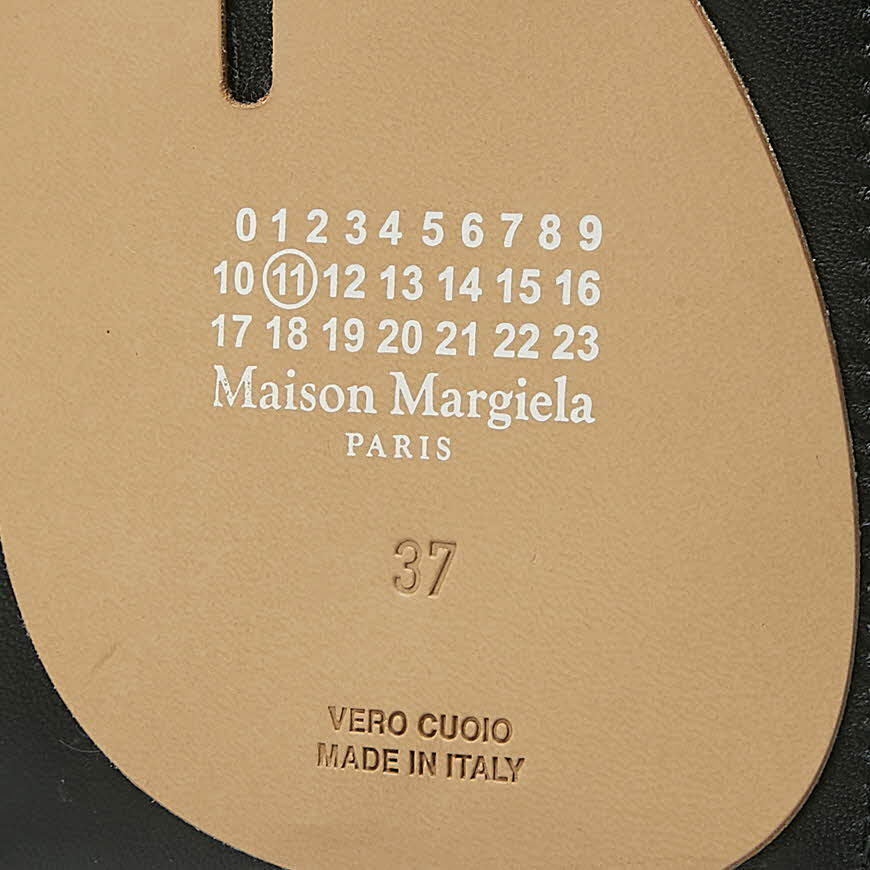 0 1 2 3 4 5 6 7 8 9
10 11 12 13 14 15 16
17 18 19 20 21 22 23
Maison Margiela
PARIS
37
VERO CUOIO
MADE IN ITALY